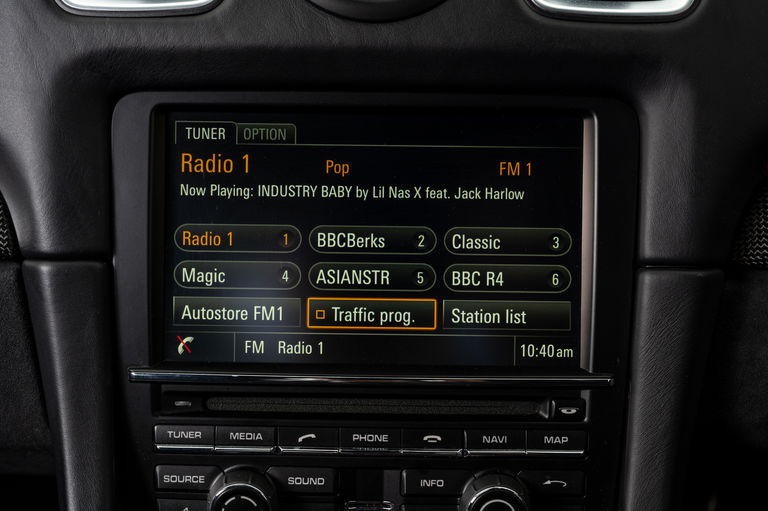 TUNER OPTION
Radio 1 Pop FM 1
Now Playing: INDUSTRY BABY by Lil Nas X feat. Jack Harlow
Radio 1 1 BBCBerks 2 Classic 3
Magic 4 ASIANSTR 5 BBC R4 6
Autostore FM1 Traffic prog. Station list
FM Radio 1 10:40 am
TUNER MEDIA PHONE NAVI MAP
SOURCE SOUND INFO